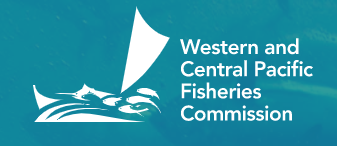 Western and
Central Pacific
Fisheries
Commission